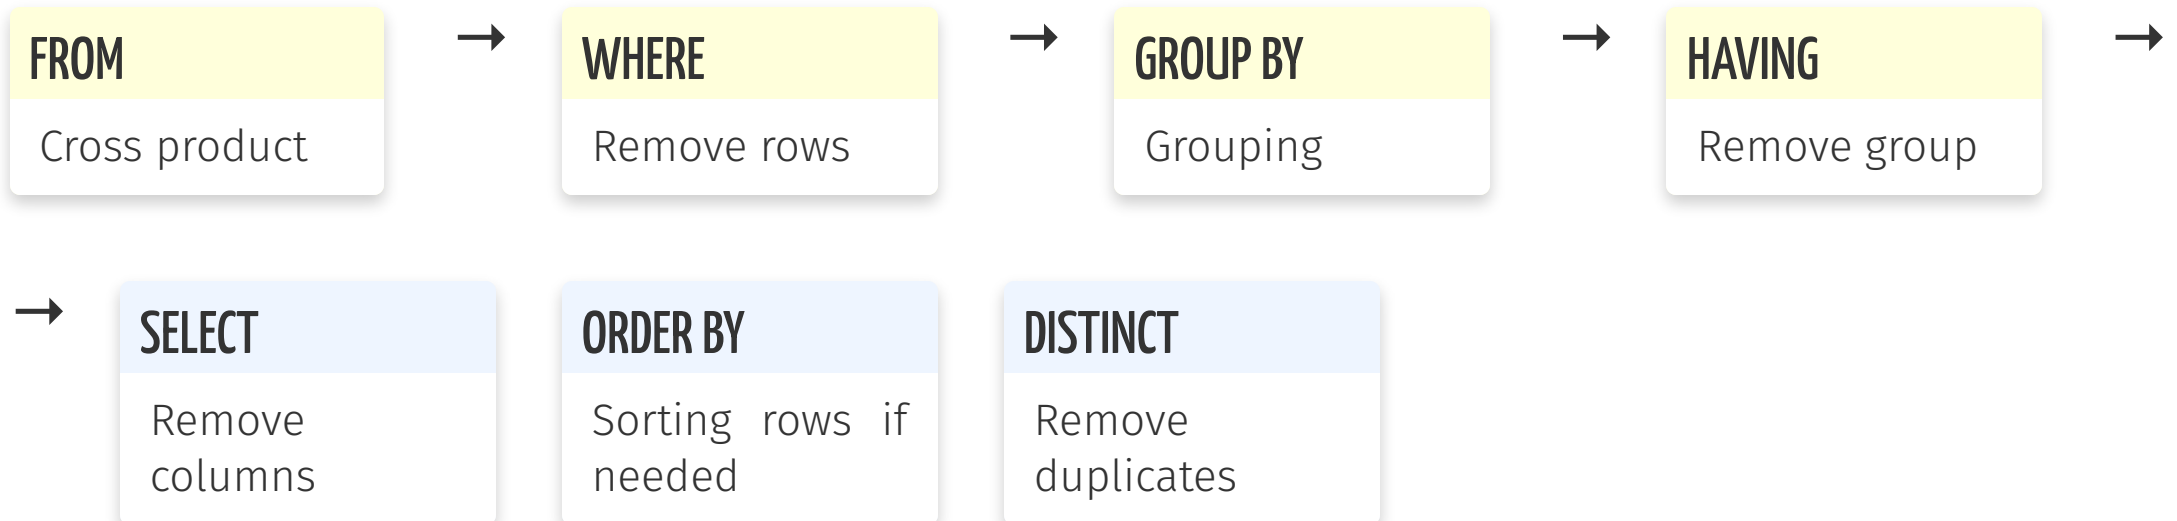 FROM
Cross product
→
WHERE
Remove rows
→
GROUP BY
Grouping
→
HAVING
Remove group
→
→
SELECT
Remove
columns
ORDER BY
Sorting rows if
needed
DISTINCT
Remove
duplicates